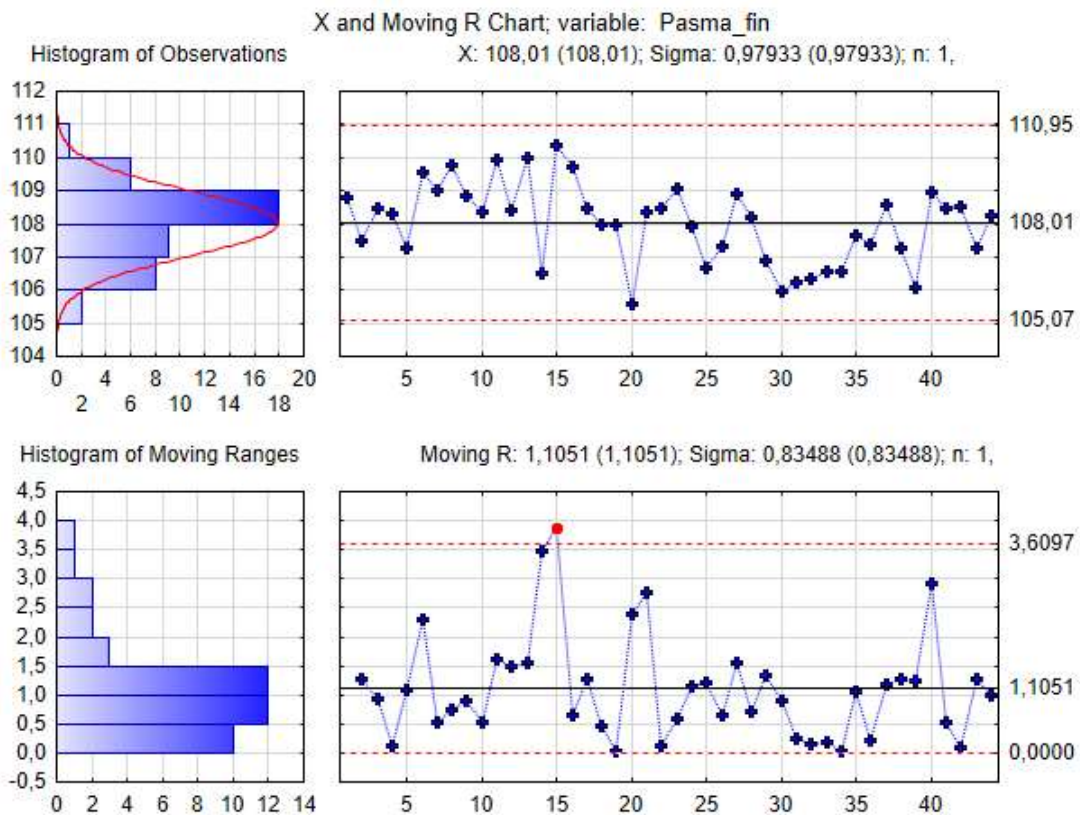 X and Moving R Chart; variable: Pasma_fin
Histogram of Observations
X: 108,01 (108,01); Sigma: 0,97933 (0,97933); n: 1,
112
111
110
109
108
107
106
105
104
0 4 8 12 16 20
2 6 10 14 18
110,95
108,01
105,07
5 10 15 20 25 30 35 40
Histogram of Moving Ranges
Moving R: 1,1051 (1,1051); Sigma: 0,83488 (0,83488); n: 1,
4,5
4,0
3,5
3,0
2,5
2,0
1,5
1,0
0,5
0,0
-0,5
0 2 4 6 8 10 12 14
3,6097
1,1051
0,0000
5 10 15 20 25 30 35 40